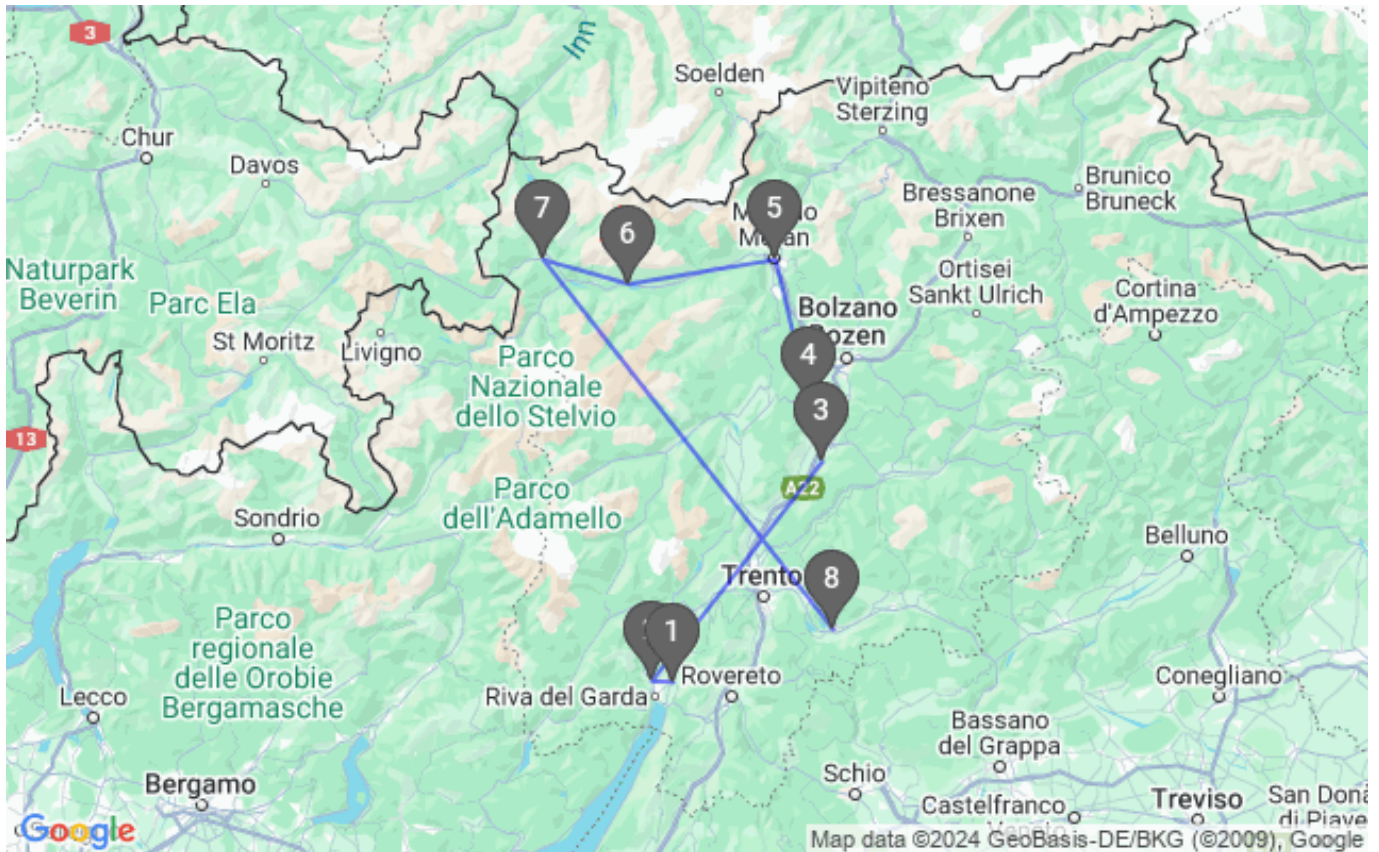 3
Inn
Soelden
Vipiteno
Sterzing
Chur
Davos
Brunico
Bruneck
Bressanone
Brixen
7
6
5
Naturpark
Beverin
Parc Ela
Ortisei
Sankt Ulrich
Cortina
d'Ampezzo
Bolzano
St Moritz
Livigno
Parco
Nazionale
dello Stelvio
4
3
13
A22
Parco
dell'Adamello
Sondrio
Belluno
Trento
8
Parco
regionale
delle Orobie
Bergamasche
1
Rovereto
Riva del Garda
Conegliano
Lecco
Bassano
del Grappa
Schio
Bergamo
Castelfranco
Treviso
San Donà
di Piave
Google
Map data ©2024 GeoBasis-DE/BKG (©2009), Google